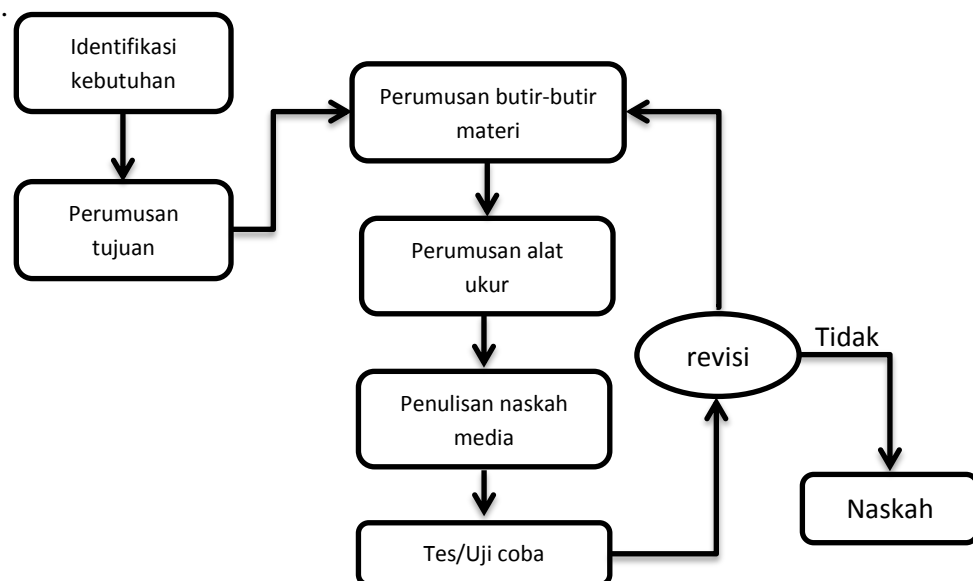 Identifikasi
kebutuhan
Perumusan
tujuan
Perumusan butir-butir
materi
Perumusan alat
ukur
Penulisan naskah
media
Tes/Uji coba
revisi
Tidak
Naskah